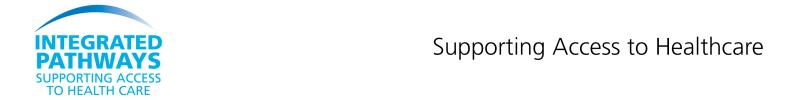 INTEGRATED
PATHWAYS
SUPPORTING ACCESS
TO HEALTH CARE
Supporting Access to Healthcare